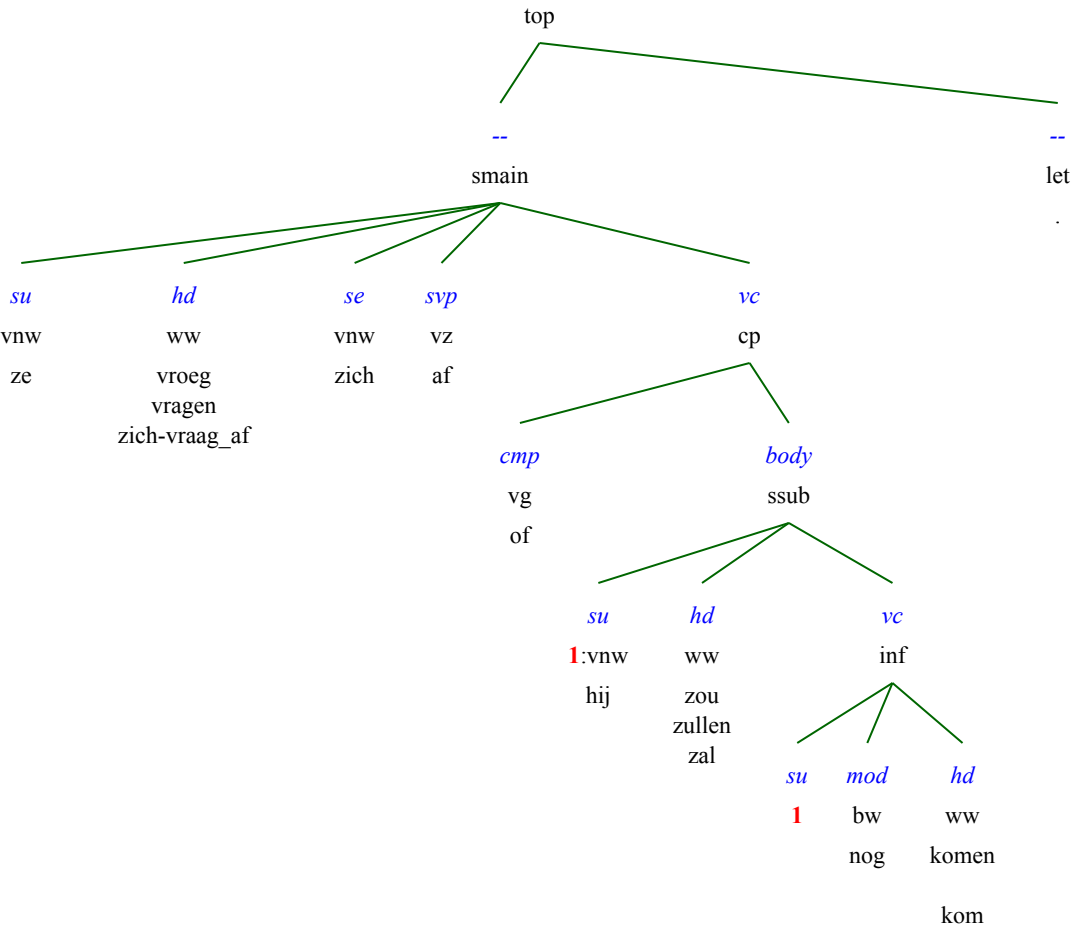 top
-- --
smain let
.
su hd se svp vc
vnw ww vnw vz cp
ze vroeg zich af
vragen
zich-vraag_af
cmp body
vg ssub
of
su hd vc
1:vnw ww inf
hij zou
zullen
zal
su mod hd
1 bw ww
nog komen
kom